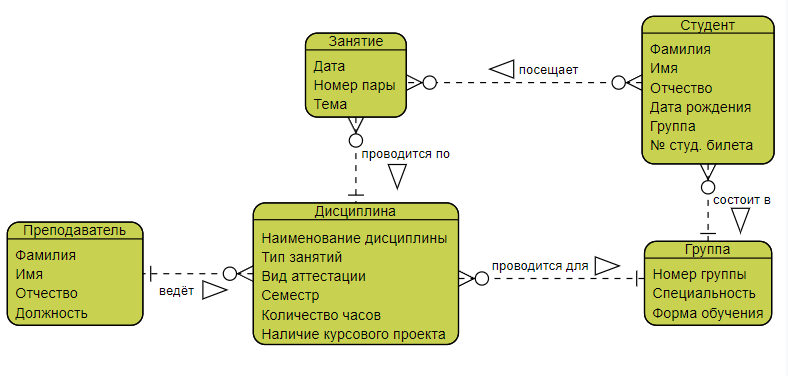 Занятие
Дата
Номер пары
Тема
посещает
Студент
Фамилия
Имя
Отчество
Дата рождения
Группа
№ студ. билета
проводится по
состоит в
Преподаватель
Фамилия
Имя
Отчество
Должность
ведёт
Дисциплина
Наименование дисциплины
Тип занятий
Вид аттестации
Семестр
Количество часов
Наличие курсового проекта
проводится для
Группа
Номер группы
Специальность
Форма обучения